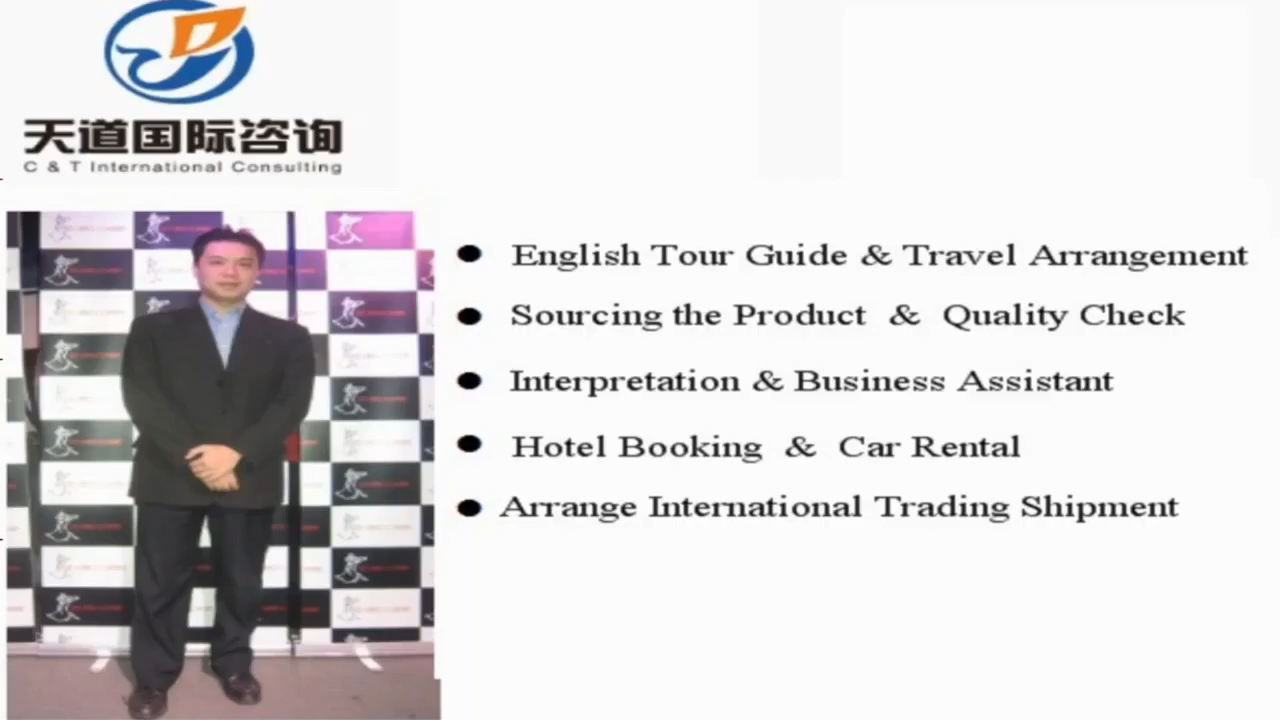 天道国际咨询
C & T International Consulting
English Tour Guide & Travel Arrangement
Sourcing the Product & Quality Check
Interpretation & Business Assistant
Hotel Booking & Car Rental
Arrange International Trading Shipment